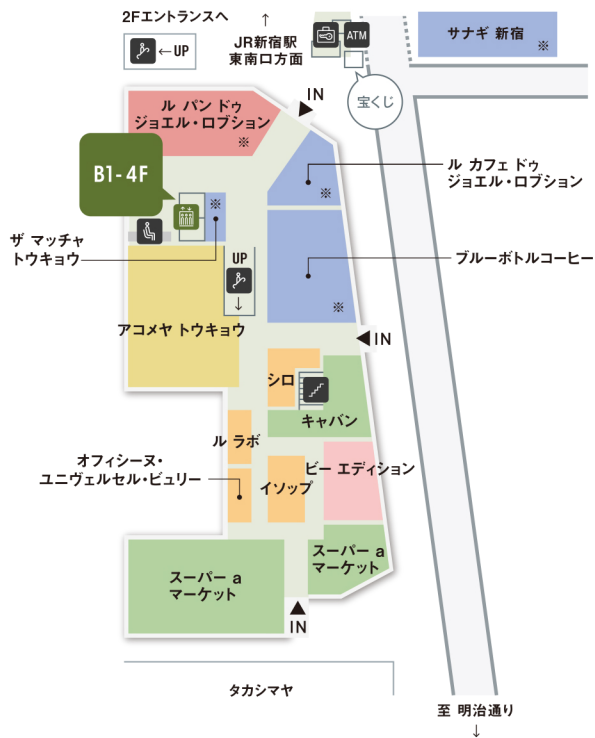 2Fエントランスへ
←UP
↑
JR新宿駅
東南口方面
ATM
サナギ 新宿
※
宝くじ
IN
ル パン ドゥ
ジョエル・ロブション
※
B1-4F
※
ル カフェ ドゥ
ジョエル・ロブション
※
ザ マッチャ
トウキョウ
UP
↓
ブルーボトルコーヒー
※
アコメヤ トウキョウ
IN
シロ
キャバン
ル ラボ
オフィシーヌ・
ユニヴェルセル・ビュリー
イソップ
ビー エディション
スーパー a
マーケット
スーパー a
マーケット
IN
タカシマヤ
至 明治通り
↓